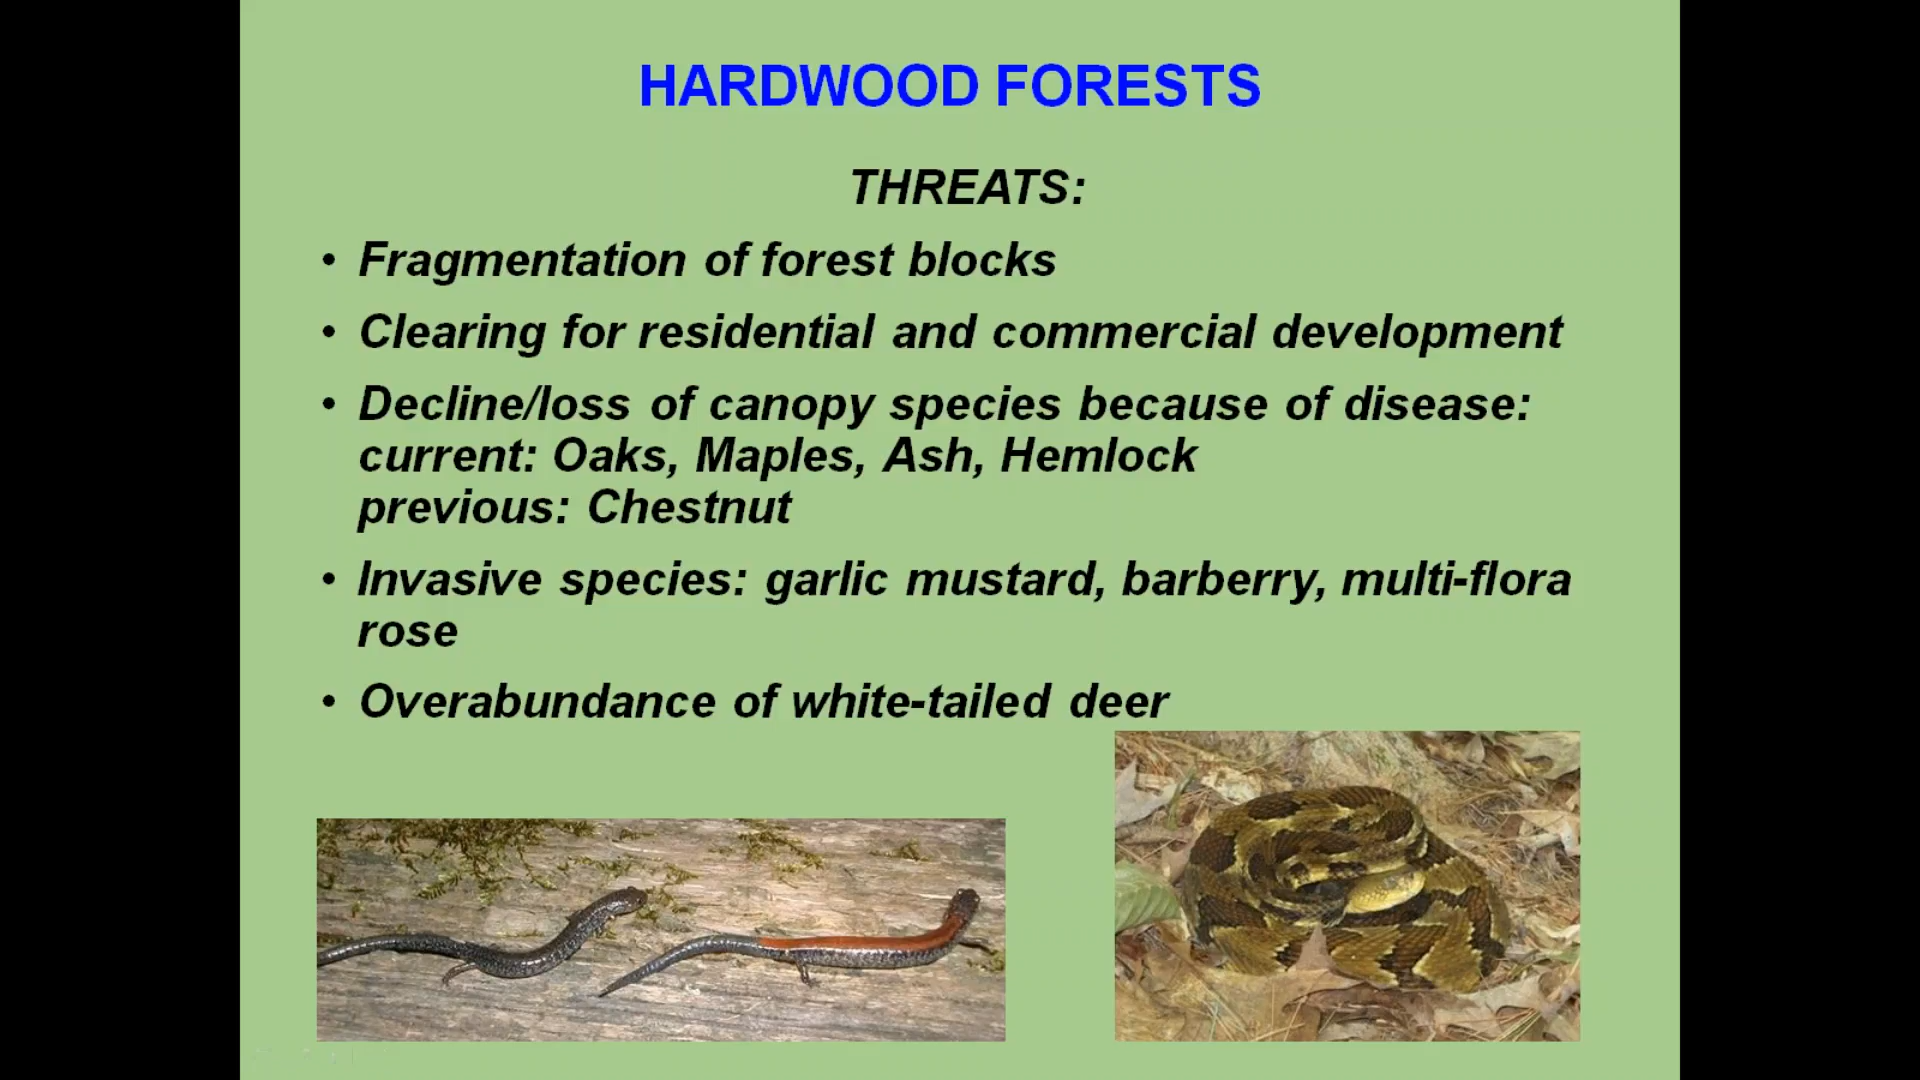 HARDWOOD FORESTS
THREATS:
• Fragmentation of forest blocks
• Clearing for residential and commercial development
• Decline/loss of canopy species because of disease:
current: Oaks, Maples, Ash, Hemlock
previous: Chestnut
• Invasive species: garlic mustard, barberry, multi-flora
rose
• Overabundance of white-tailed deer